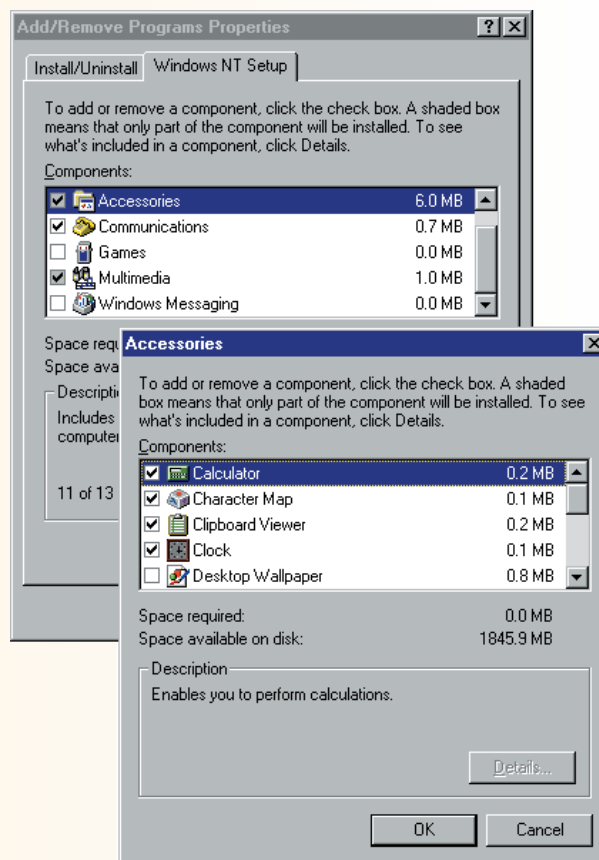 Add/Remove Programs Properties
Install/Uninstall Windows NT Setup
To add or remove a component, click the check box. A shaded box
means that only part of the component will be installed. To see
what's included in a component, click Details.
Components:
Accessories 6.0 MB
Communications 0.7 MB
Games 0.0 MB
Multimedia 1.0 MB
Windows Messaging 0.0 MB
Space
Space
Includes
11 of 13
Accessories
To add or remove a component, click the check box. A shaded
box means that only part of the component will be installed. To see
what's included in a component, click Details.
Components:
Calculator 0.2 MB
Character Map 0.1 MB
Clipboard Viewer 0.2 MB
Clock 0.1 MB
Desktop Wallpaper 0.8 MB
Space required: 0.0 MB
Space available on disk: 1845.9 MB
Description
Enables you to perform calculations.
Details...
OK Cancel